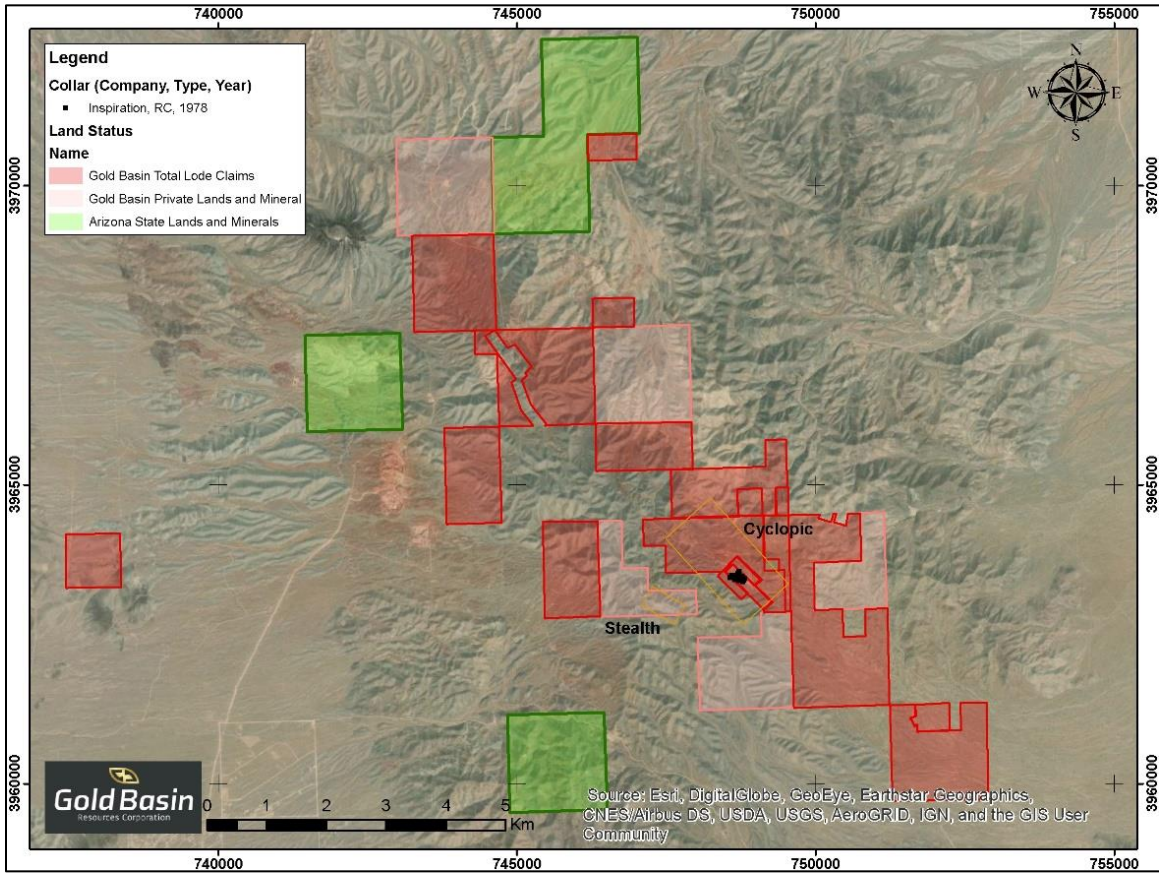 740000 745000 750000 755000
Legend
Collar (Company, Type, Year)
Inspiration, RC, 1978
Land Status
Name
Gold Basin Total Lode Claims
Gold Basin Private Lands and Mineral
Arizona State Lands and Minerals
N
W E
S
3970000 3970000
3965000 3965000
Cyclopic
Stealth
3960000 3960000
Gold Basin
Resources Corporation
0 1 2 3 4 5
Km
Source: Esri, DigitalGlobe, GeoEye, Earthstar Geographics,
CNES/Airbus DS, USDA, USGS, AeroGRID, IGN, and the GIS User
Community
740000 745000 750000 755000